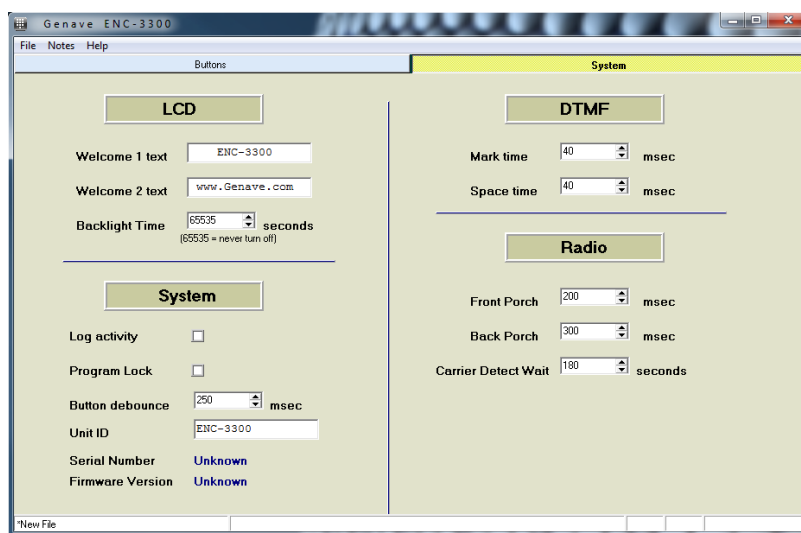 Genave ENC-3300
File Notes Help
Buttons
System
LCD
Welcome 1 text ENC-3300
Welcome 2 text www.Genave.com
Backlight Time 65535 seconds
(65535 = never turn off)
System
Log activity
Program Lock
Button debounce 250 msec
Unit ID ENC-3300
Serial Number Unknown
Firmware Version Unknown
DTMF
Mark time 40 msec
Space time 40 msec
Radio
Front Porch 200 msec
Back Porch 300 msec
Carrier Detect Wait 180 seconds
*New File